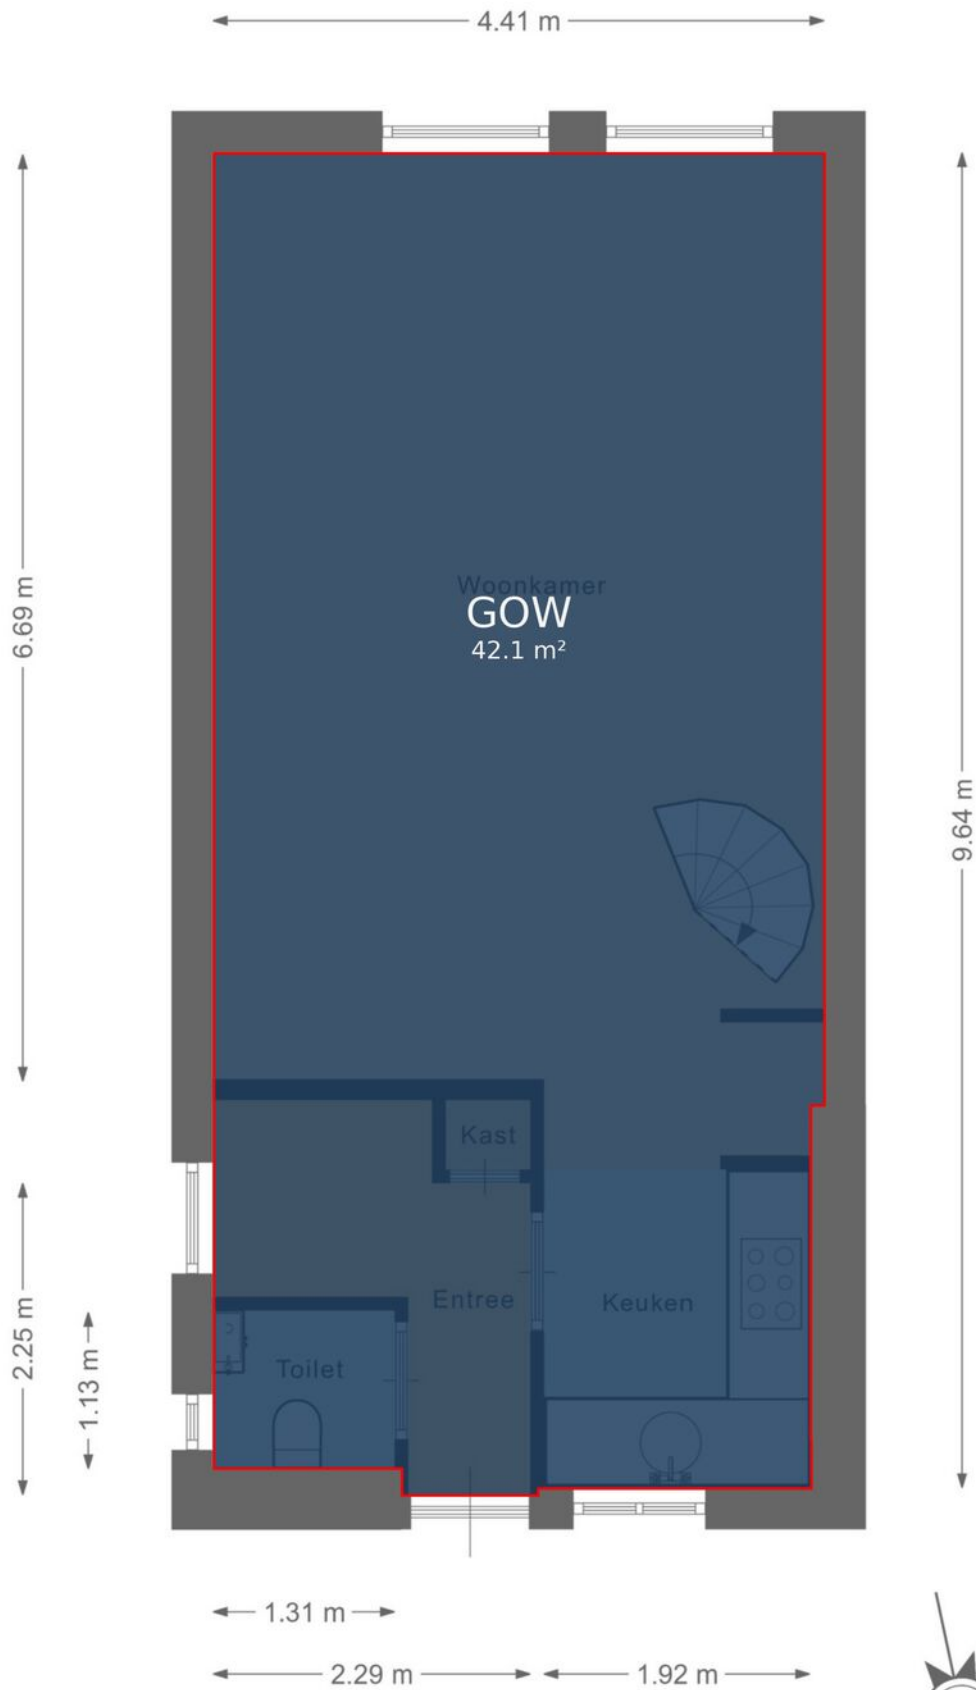 4.41 m
6.69 m
Woonkamer
GOW
42.1 m²
9.64 m
Kast
Entree
Keuken
2.25 m
1.13 m
Toilet
1.31 m
2.29 m
1.92 m